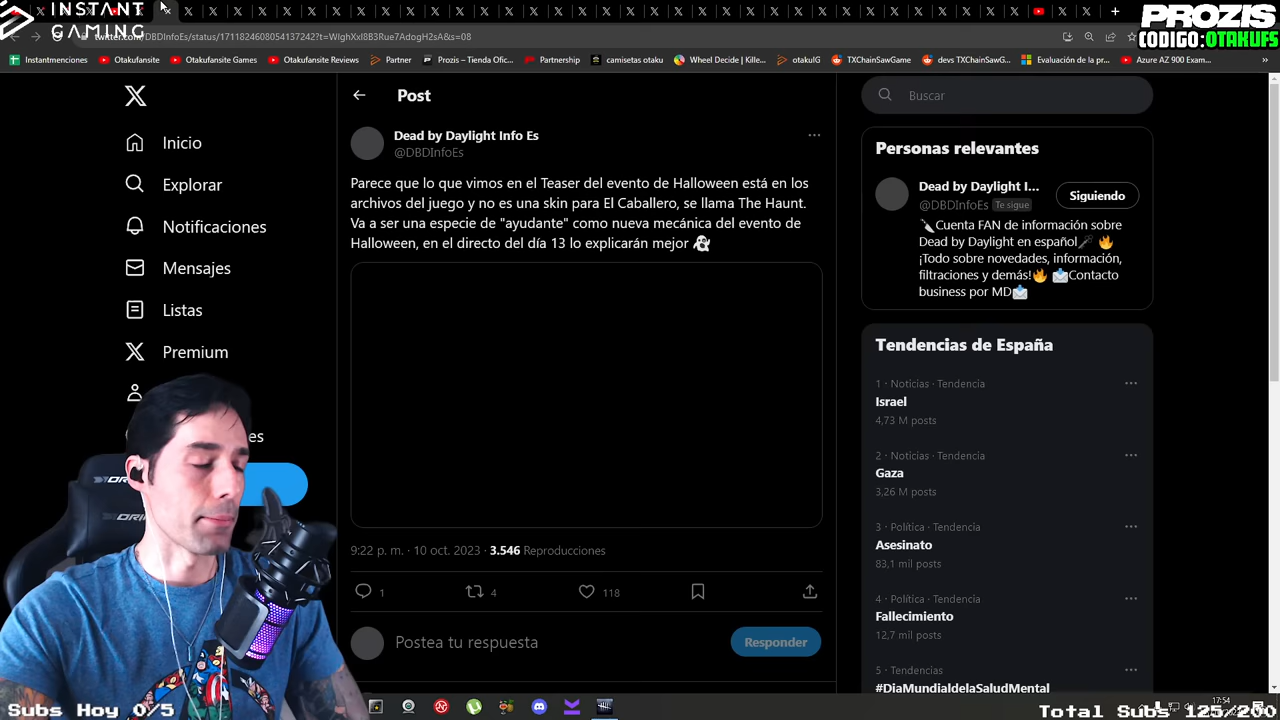 INSTANT
GAMING
PROZIS
CODIGO:OTAKUFS
Instantmenciones
Otakufansite
Otakufansite Games
Otakufansite Reviews
Partner
Prozis – Tienda Ofic...
Partnership
camisetas otaku
Wheel Decide | Kille...
otakuIG
TXChainSawGame
devs TXChainSawG...
Evaluación de la pr...
Azure AZ 900 Exam...
»
Post
Inicio
Explorar
Notificaciones
Mensajes
Listas
Premium
Dead by Daylight Info Es
@DBDInfoEs
Parece que lo que vimos en el Teaser del evento de Halloween está en los
archivos del juego y no es una skin para El Caballero, se llama The Haunt.
Va a ser una especie de "ayudante" como nueva mecánica del evento de
Halloween, en el directo del día 13 lo explicarán mejor 👻
9:22 p. m. · 10 oct. 2023 · 3.546 Reproducciones
1
4
118
Postea tu respuesta
Responder
Buscar
Personas relevantes
Dead by Daylight I...
@DBDInfoEs Te sigue
Siguiendo
🔪Cuenta FAN de información sobre
Dead by Daylight en español🎤🔥
¡Todo sobre novedades, información,
filtraciones y demás!🔥 📩Contacto
business por MD📩
Tendencias de España
1 · Noticias · Tendencia
Israel
4,73 M posts
2 · Noticias · Tendencia
Gaza
3,26 M posts
3 · Política · Tendencia
Asesinato
83,1 mil posts
4 · Política · Tendencia
Fallecimiento
12,7 mil posts
5 · Tendencias
#DiaMundialdelaSaludMental
17:54
Subs Hoy 0/5
Total Subs 125/200